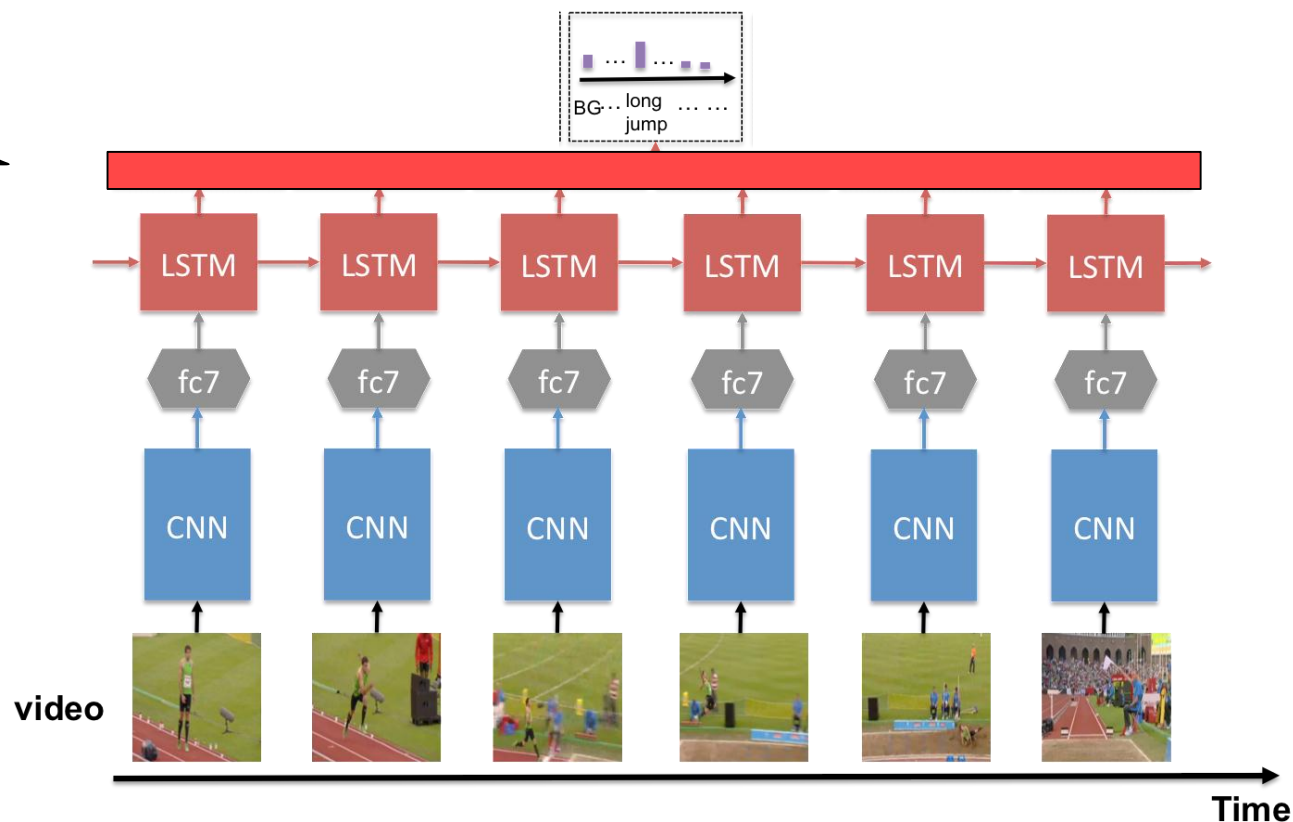 BG... long ... ...
jump
LSTM LSTM LSTM LSTM LSTM LSTM
fc7 fc7 fc7 fc7 fc7 fc7
CNN CNN CNN CNN CNN CNN
video
Time